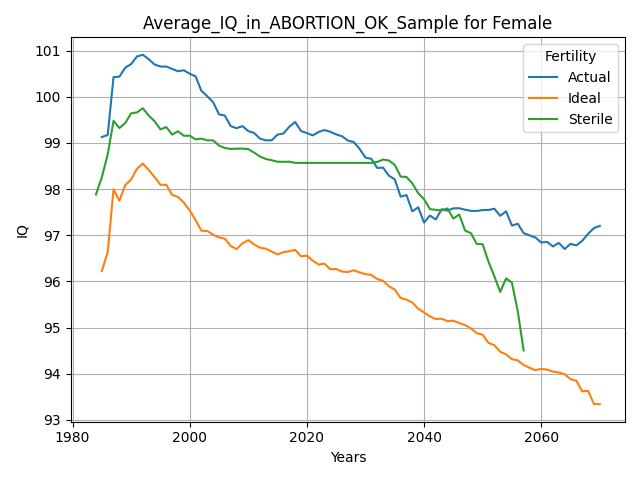 Average_IQ_in_ABORTION_OK_Sample for Female
IQ
101
100
99
98
97
96
95
94
93
Fertility
Actual
Ideal
Sterile
1980
2000
2020
2040
2060
Years